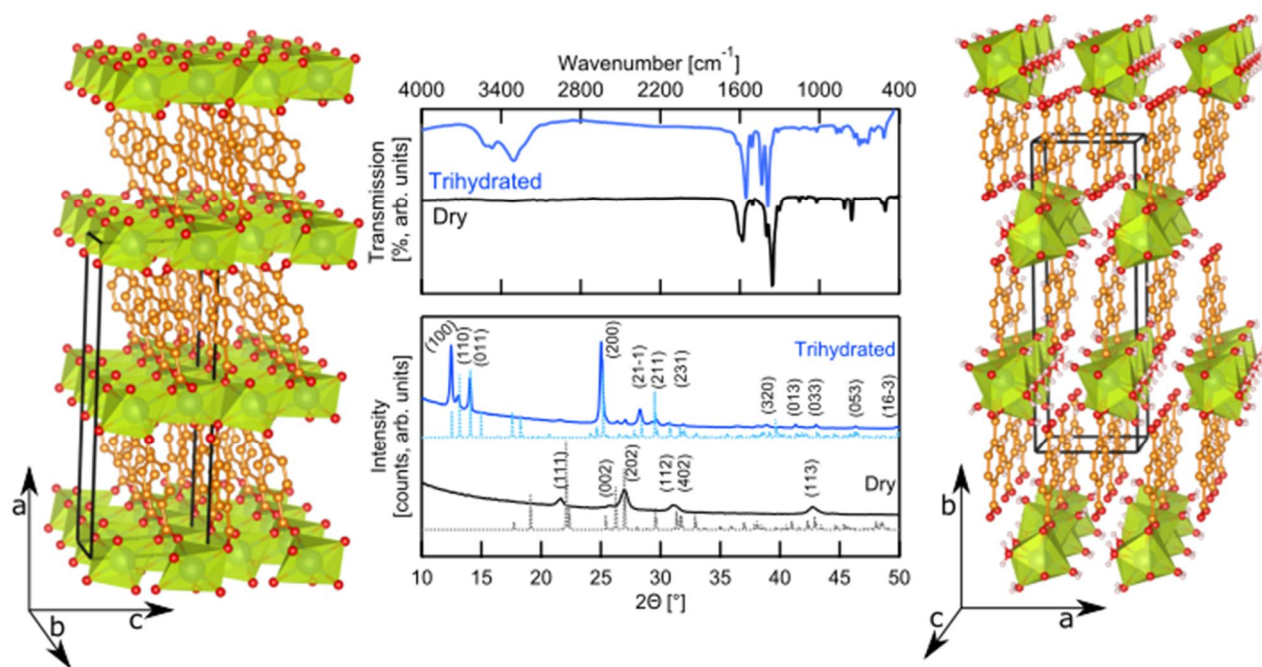 Wavenumber [cm⁻¹]
4000 3400 2800 2200 1600 1000 400
Transmission
[%, arb. units]
Trihydrated
Dry
Intensity
[counts, arb. units]
(100)
(110)
(011)
(200)
(21-1)
(211)
(231)
Trihydrated
(320)
(013)
(033)
(053)
(16-3)
(111)
(002)
(202)
(112)
(402)
(113)
Dry
10 15 20 25 30 35 40 45 50
2Θ [°]
a
b
c
b
c
a